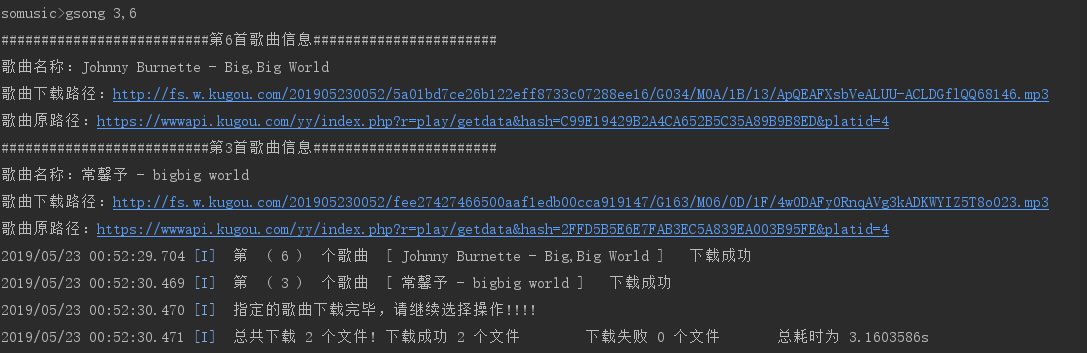 somusic>gsong 3,6
##########################第6首歌曲信息#######################
歌曲名称: Johnny Burnette - Big,Big World
歌曲下载路径: http://fs.w.kugou.com/201905230052/5a01bd7ce26b122eff8733c07288ee16/G034/M0A/1B/13/ApQEAFXsbVeALUU-ACLDGf1QQ68146.mp3
歌曲原路径: https://wwwapi.kugou.com/yy/index.php?r=play/getdata&hash=C99E19429B2A4CA652B5C35A89B9B8ED&platid=4
##########################第3首歌曲信息#######################
歌曲名称: 常馨予 - bigbig world
歌曲下载路径: http://fs.w.kugou.com/201905230052/fee27427466500aaf1edb00cca919147/G163/M06/0D/1F/4w0DAFyORnqAVg3kADKWYIZ5T8o023.mp3
歌曲原路径: https://wwwapi.kugou.com/yy/index.php?r=play/getdata&hash=2FFD5B5E6E7FAB3EC5A839EA003B95FE&platid=4
2019/05/23 00:52:29.704 [I] 第 ( 6 ) 个歌曲 [ Johnny Burnette - Big,Big World ] 下载成功
2019/05/23 00:52:30.469 [I] 第 ( 3 ) 个歌曲 [ 常馨予 - bigbig world ] 下载成功
2019/05/23 00:52:30.470 [I] 指定的歌曲下载完毕，请继续选择操作!!!!
2019/05/23 00:52:30.471 [I] 总共下载 2 个文件! 下载成功 2 个文件 下载失败 0 个文件 总耗时为 3.1603586s